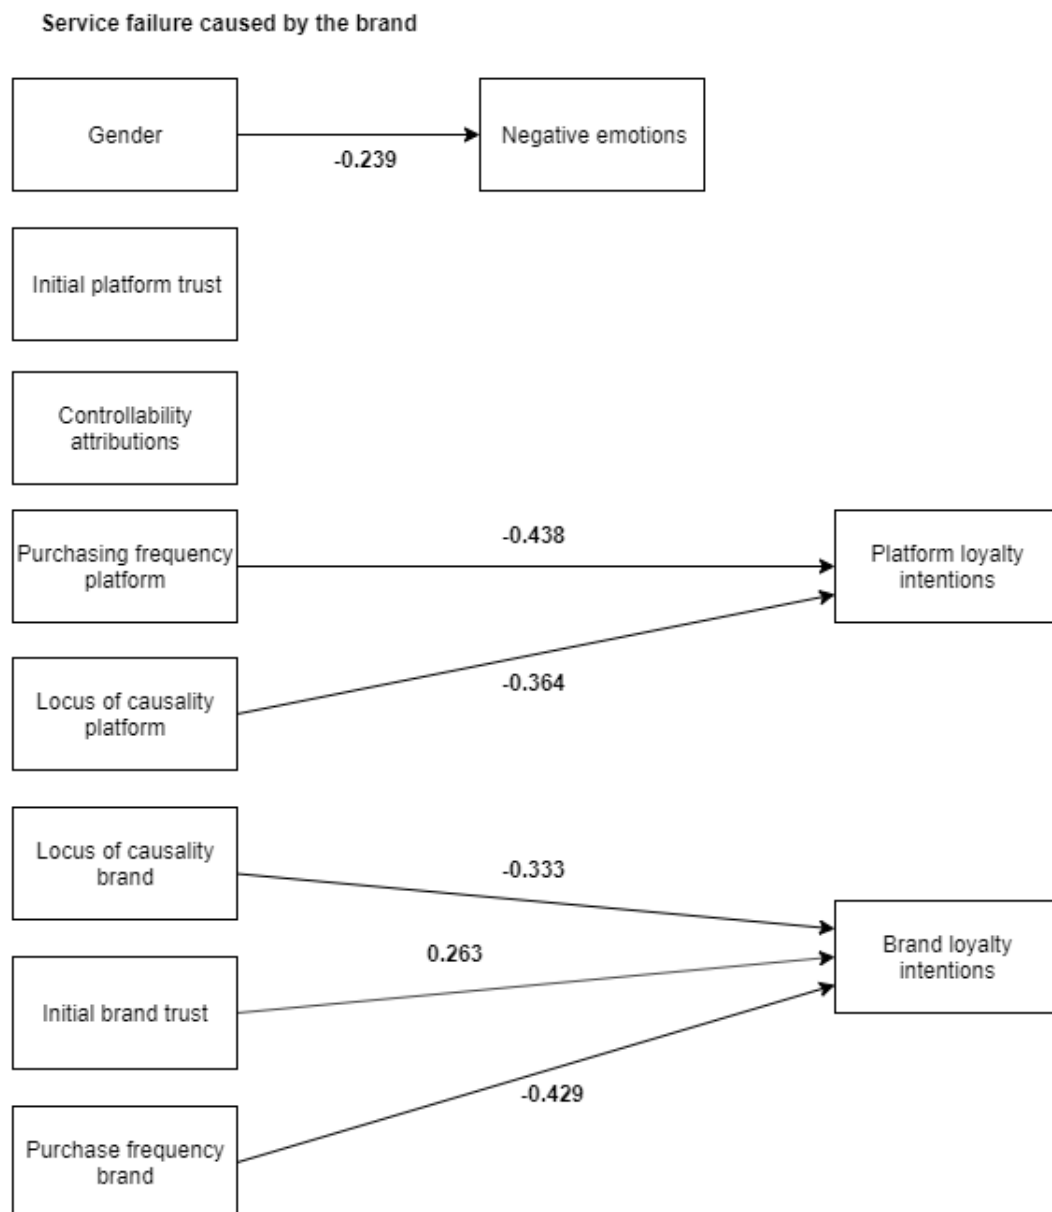 Service failure caused by the brand
Gender
-0.239
Negative emotions
Initial platform trust
Controllability
attributions
Purchasing frequency
platform
-0.438
Platform loyalty
intentions
Locus of causality
platform
-0.364
Locus of causality
brand
-0.333
Initial brand trust
0.263
Brand loyalty
intentions
Purchase frequency
brand
-0.429